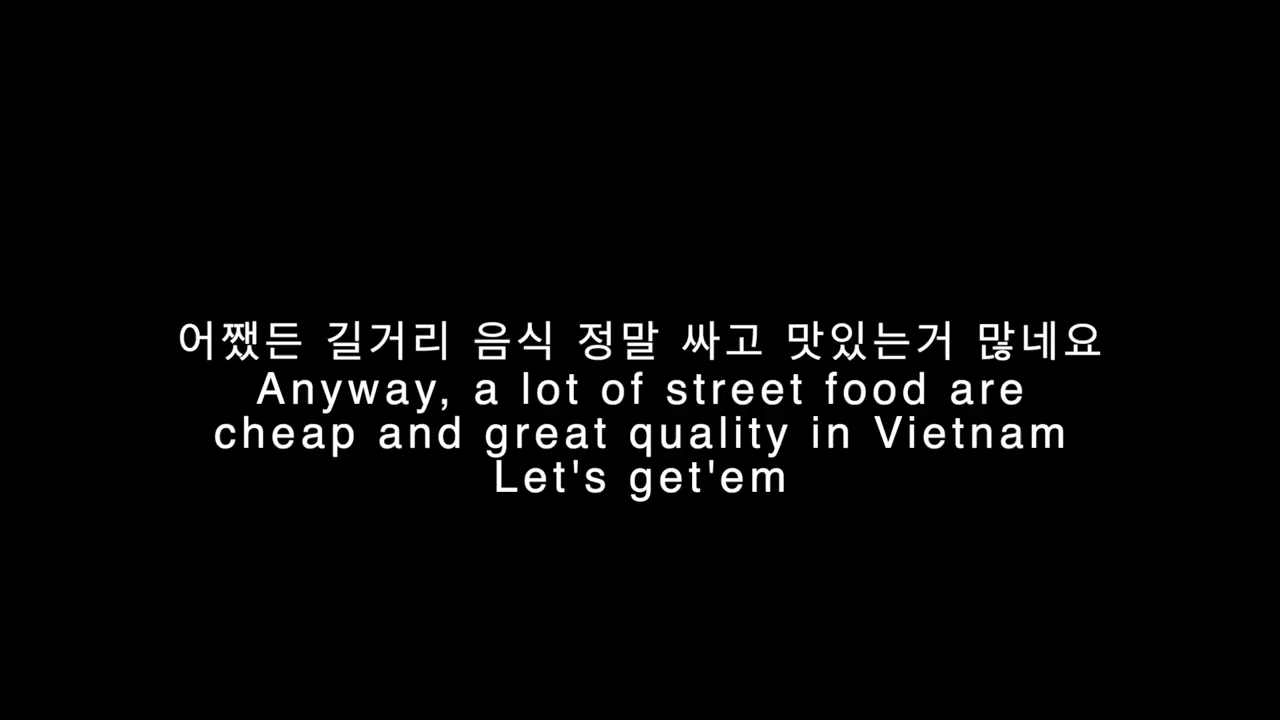 어쨌든 길거리 음식 정말 싸고 맛있는거 많네요
Anyway, a lot of street food are
cheap and great quality in Vietnam
Let's get'em